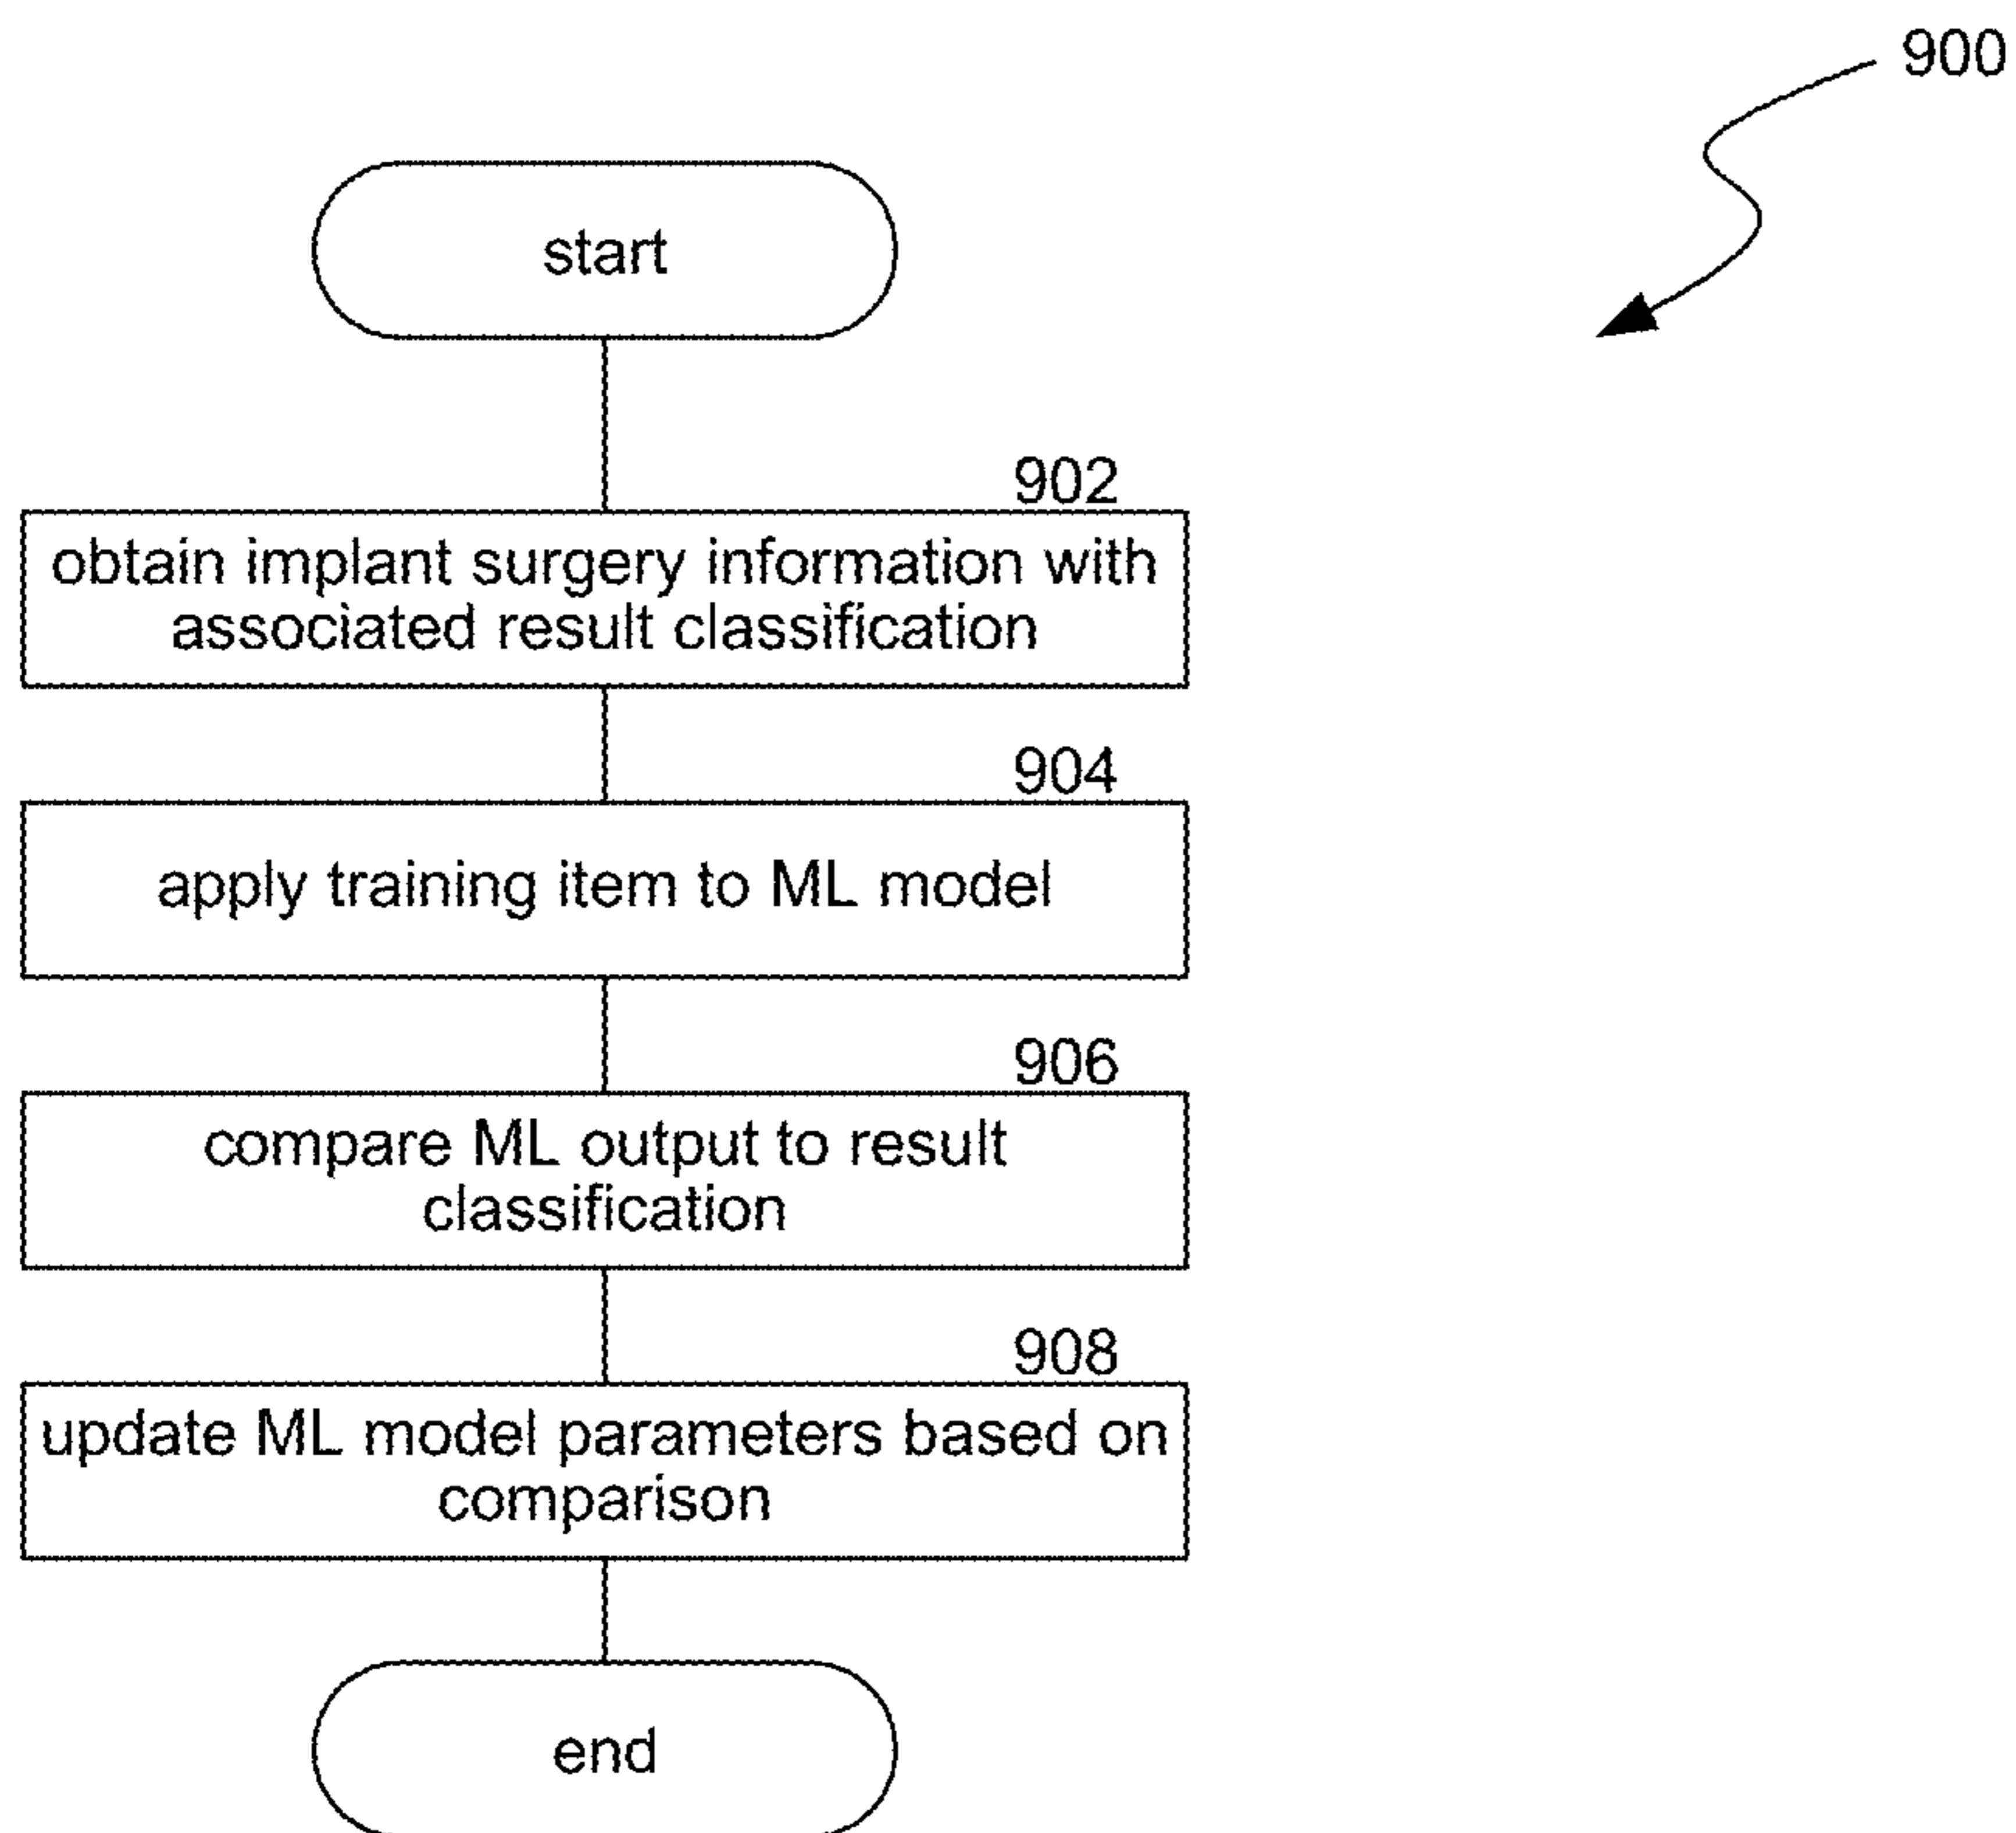 900
start
902
obtain implant surgery information with
associated result classification
904
apply training item to ML model
906
compare ML output to result
classification
908
update ML model parameters based on
comparison
end